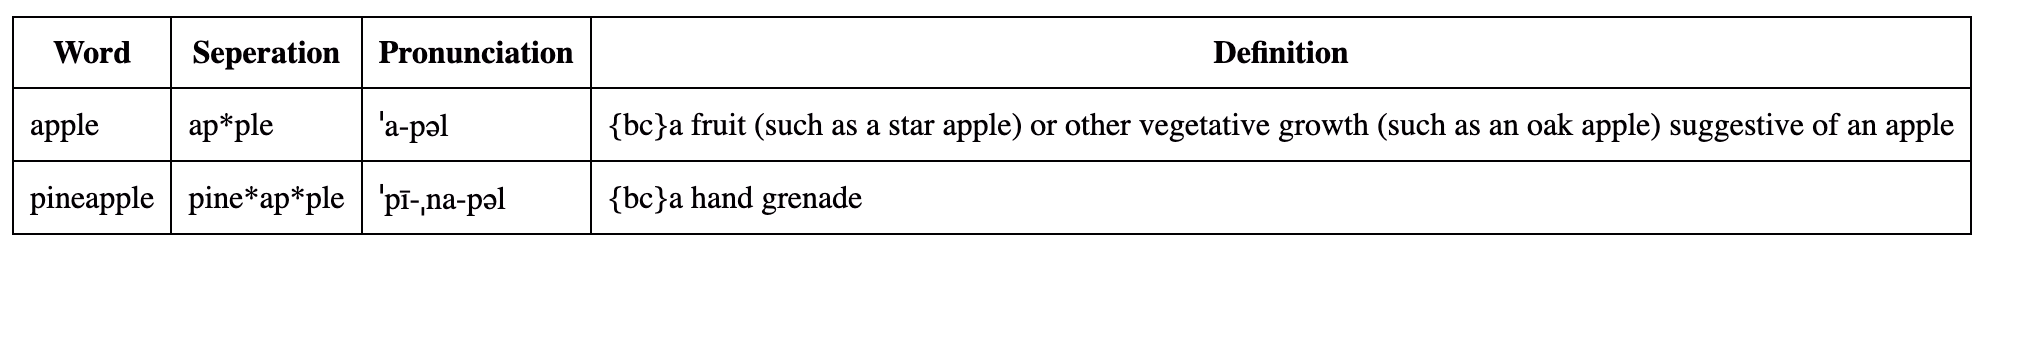 Word Seperation Pronunciation Definition
apple ap*ple ˈa-pəl {bc}a fruit (such as a star apple) or other vegetative growth (such as an oak apple) suggestive of an apple
pineapple pine*ap*ple ˈpī-ˌna-pəl {bc}a hand grenade